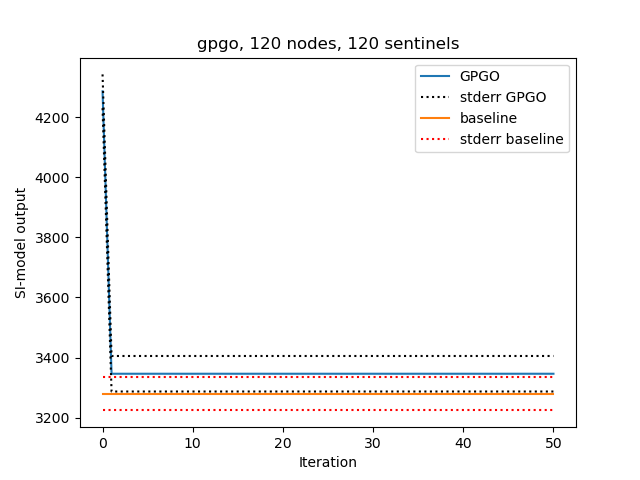 gpgo, 120 nodes, 120 sentinels
GPGO
stderr GPGO
baseline
stderr baseline
SI-model output
4200
4000
3800
3600
3400
3200
0 10 20 30 40 50
Iteration